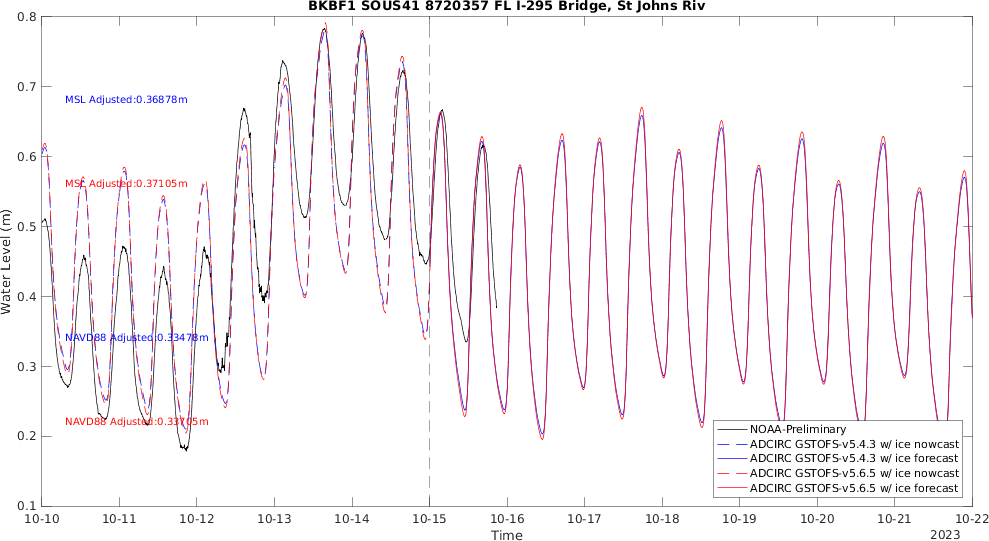 BKBF1 SOUS41 8720357 FL I-295 Bridge, St Johns Riv
0.8
0.7
0.6
0.5
0.4
0.3
0.2
0.1
Water Level (m)
MSL Adjusted:0.36878m
MSL Adjusted:0.37105m
NAVD88 Adjusted:0.33478m
NAVD88 Adjusted:0.33705m
NOAA-Preliminary
ADCIRC GSTOFS-v5.4.3 w/ ice nowcast
ADCIRC GSTOFS-v5.4.3 w/ ice forecast
ADCIRC GSTOFS-v5.6.5 w/ ice nowcast
ADCIRC GSTOFS-v5.6.5 w/ ice forecast
10-10 10-11 10-12 10-13 10-14 10-15 10-16 10-17 10-18 10-19 10-20 10-21 10-22
Time
2023